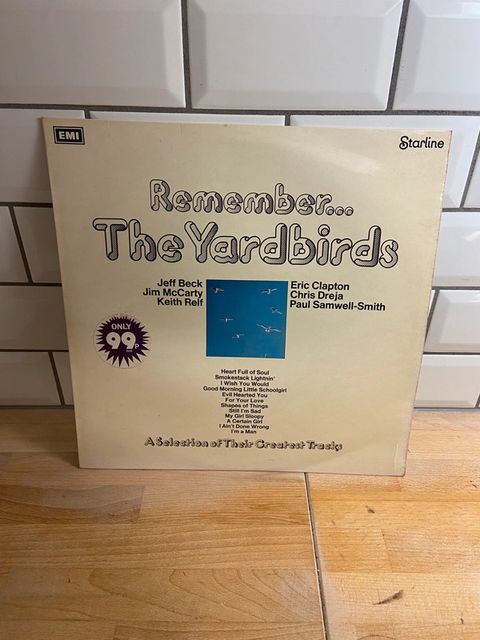 EMI
Starline
Remember...
The Yardbirds
Jeff Beck
Jim McCarty
Keith Relf
Eric Clapton
Chris Dreja
Paul Samwell-Smith
ONLY
99p
Heart Full of Soul
Smokestack Lightnin'
I Wish You Would
Good Morning Little Schoolgirl
Evil Hearted You
For Your Love
Shapes of Things
Still I'm Sad
My Girl Sloopy
A Certain Girl
I Ain't Done Wrong
I'm a Man
A Selection of Their Greatest Tracks